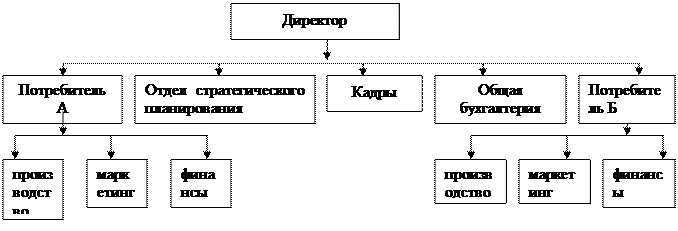 Директор
Потребитель
А
Отдел стратегического
планирования
Кадры
Общая
бухгалтерия
Потребите
ль Б
произ
водст
во
марк
етинг
фина
нсы
произв
одство
маркет
инг
финанс
ы